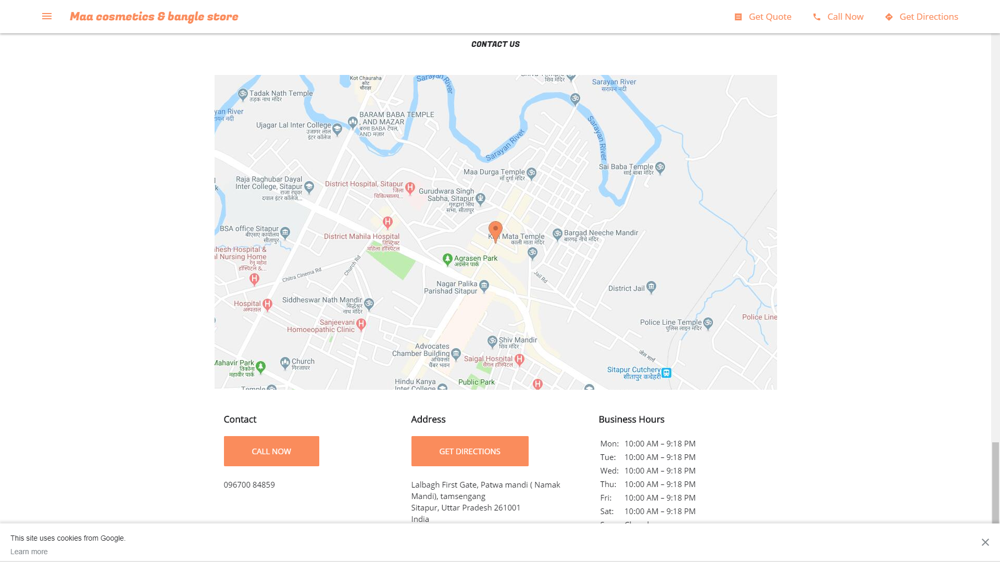 Maa cosmetics & bangle store
Get Quote
Call Now
Get Directions
CONTACT US
Kot Chauraha
कोट
चौराहा
Sarayan River
शिव मंदिर
Sarayan River
सरायन नदी
Tadak Nath Temple
तड़क नाथ मंदिर
yan River
रायन नदी
BARAM BABA TEMPLE
, AND MAZAR
बरमा BABA टेंपल,
AND मज़ार
Ujagar Lal Inter College
उजागर लाल
इंटर कॉलेज
Sarayan River
Sarayan River
Sai Baba Temple
साईं बाबा मंदिर
Maa Durga Temple
माँ दुर्गा मंदिर
Raja Raghubar Dayal
Inter College, Sitapur
राजा रघुवर
दयाल इंटर कॉलेज...
District Hospital, Sitapur
जिला
चिकित्सालय...
Gurudwara Singh
Sabha, Sitapur
गुरुद्वारा सिंघ
सभा, सीतापुर
BSA office Sitapur
बीएसए कार्यालय
सीतापुर
District Mahila Hospital
डिस्ट्रिक्ट
महिला हॉस्पिटल
Mata Temple
काली माता मंदिर
Bargad Neeche Mandir
बारगढ़ नीचे मंदिर
hesh Hospital &
al Nursing Home
रेनू महेश
हॉस्पिटल &...
Agrasen Park
अग्रसेन पार्क
Church Rd
Chitra Cinema Rd
Jail Rd
Nagar Palika
Parishad Sitapur
District Jail
Hospital
अस्पताल
Siddheswar Nath Mandir
सिद्धेश्वर
नाथ मंदिर
Sanjeevani
Homoeopathic Clinic
Police Line Temple
पुलिस लाइन मंदिर
Police Line
Shiv Mandir
शिव मंदिर
Advocates
Chamber Building
अधिवक्ता
चैंबर भवन
Saigal Hospital
सैगल हॉस्पिटल
जेल मार्ग
Mahavir Park
तिकोना
महावीर पार्क
Church
गिरजाघर
Sitapur Cutchery
सीतापुर कचेहरी
Hindu Kanya
Inter College
Public Park
Temple
Contact
CALL NOW
096700 84859
Address
GET DIRECTIONS
Lalbagh First Gate, Patwa mandi ( Namak
Mandi), tamsengang
Sitapur, Uttar Pradesh 261001
India
Business Hours
Mon: 10:00 AM – 9:18 PM
Tue: 10:00 AM – 9:18 PM
Wed: 10:00 AM – 9:18 PM
Thu: 10:00 AM – 9:18 PM
Fri: 10:00 AM – 9:18 PM
Sat: 10:00 AM – 9:18 PM
This site uses cookies from Google.
Learn more